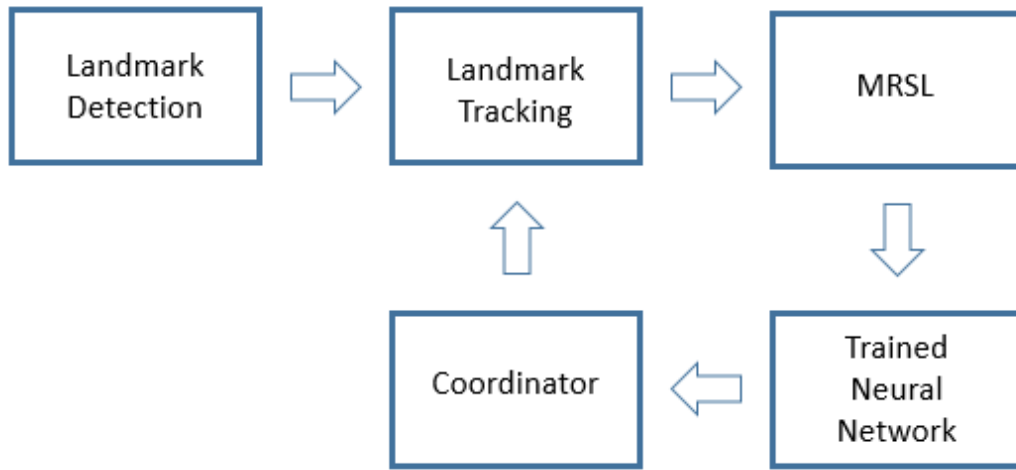 Landmark
Detection
Landmark
Tracking
MRSL
Coordinator
Trained
Neural
Network